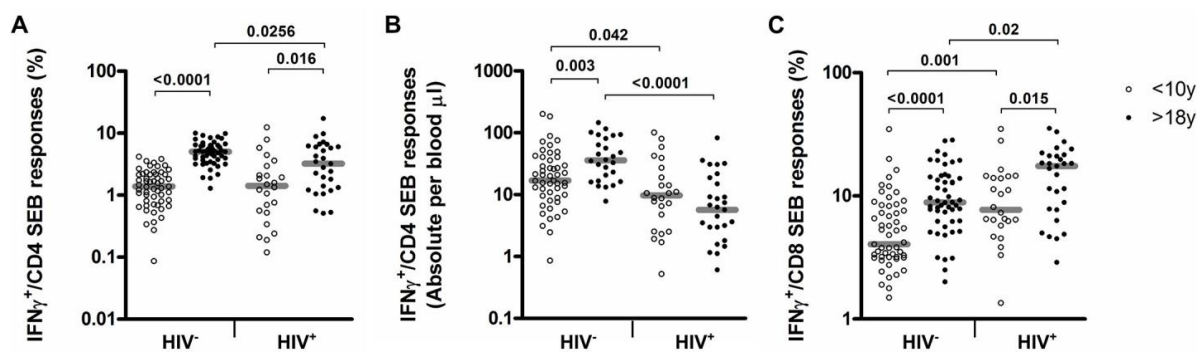 A
IFNγ⁺/CD4 SEB responses (%)
100
10
1
0.1
0.01
0.0256
<0.0001
0.016
HIV⁻
HIV⁺
B
IFNγ⁺/CD4 SEB responses
(Absolute per blood µl)
1000
100
10
1
0.1
0.042
0.003
<0.0001
HIV⁻
HIV⁺
C
IFNγ⁺/CD8 SEB responses (%)
100
10
1
0.02
0.001
<0.0001
0.015
HIV⁻
HIV⁺
<10y
>18y